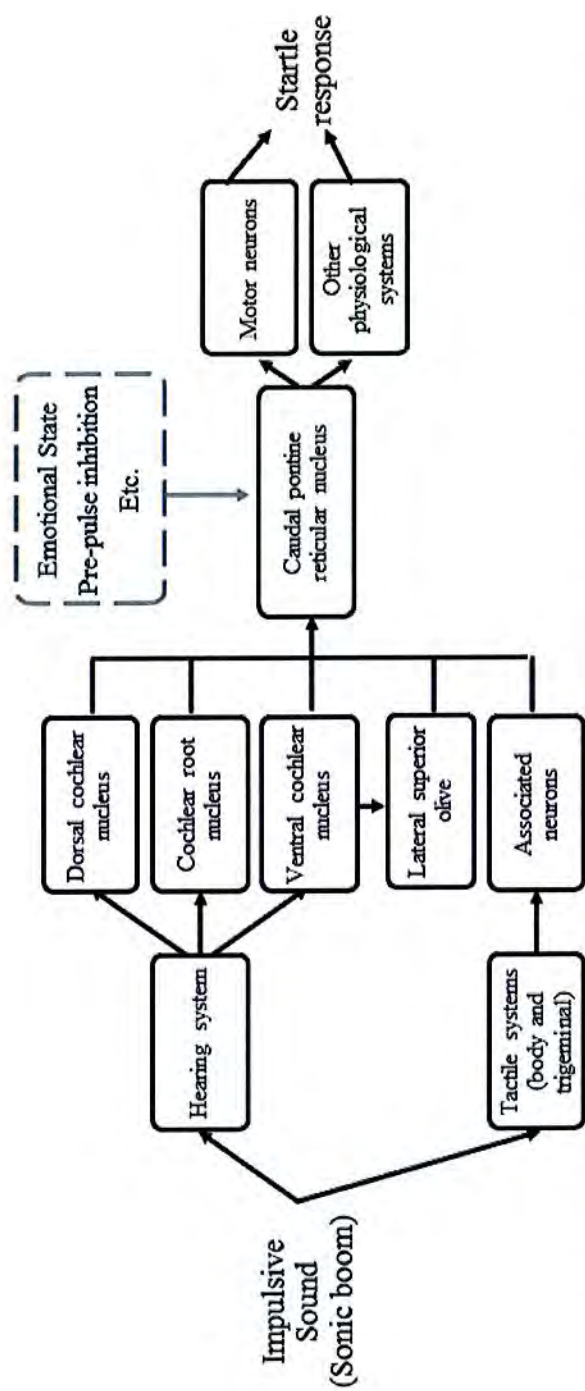 Impulsive
Sound
(Sonic boom)
Hearing system
Tactile systems
(body and
trigeminal)
Dorsal cochlear
nucleus
Cochlear root
nucleus
Ventral cochlear
nucleus
Lateral superior
olive
Associated
neurons
Emotional State
Pre-pulse inhibition
Etc.
Caudal pontine
reticular nucleus
Motor neurons
Other
physiological
systems
Startle
response